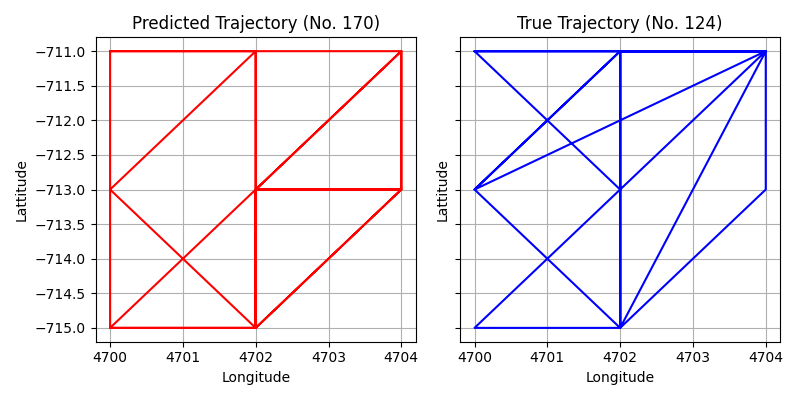 Predicted Trajectory (No. 170)
True Trajectory (No. 124)
Lattitude
−711.0
−711.5
−712.0
−712.5
−713.0
−713.5
−714.0
−714.5
−715.0
4700 4701 4702 4703 4704
Longitude
Lattitude
4700 4701 4702 4703 4704
Longitude